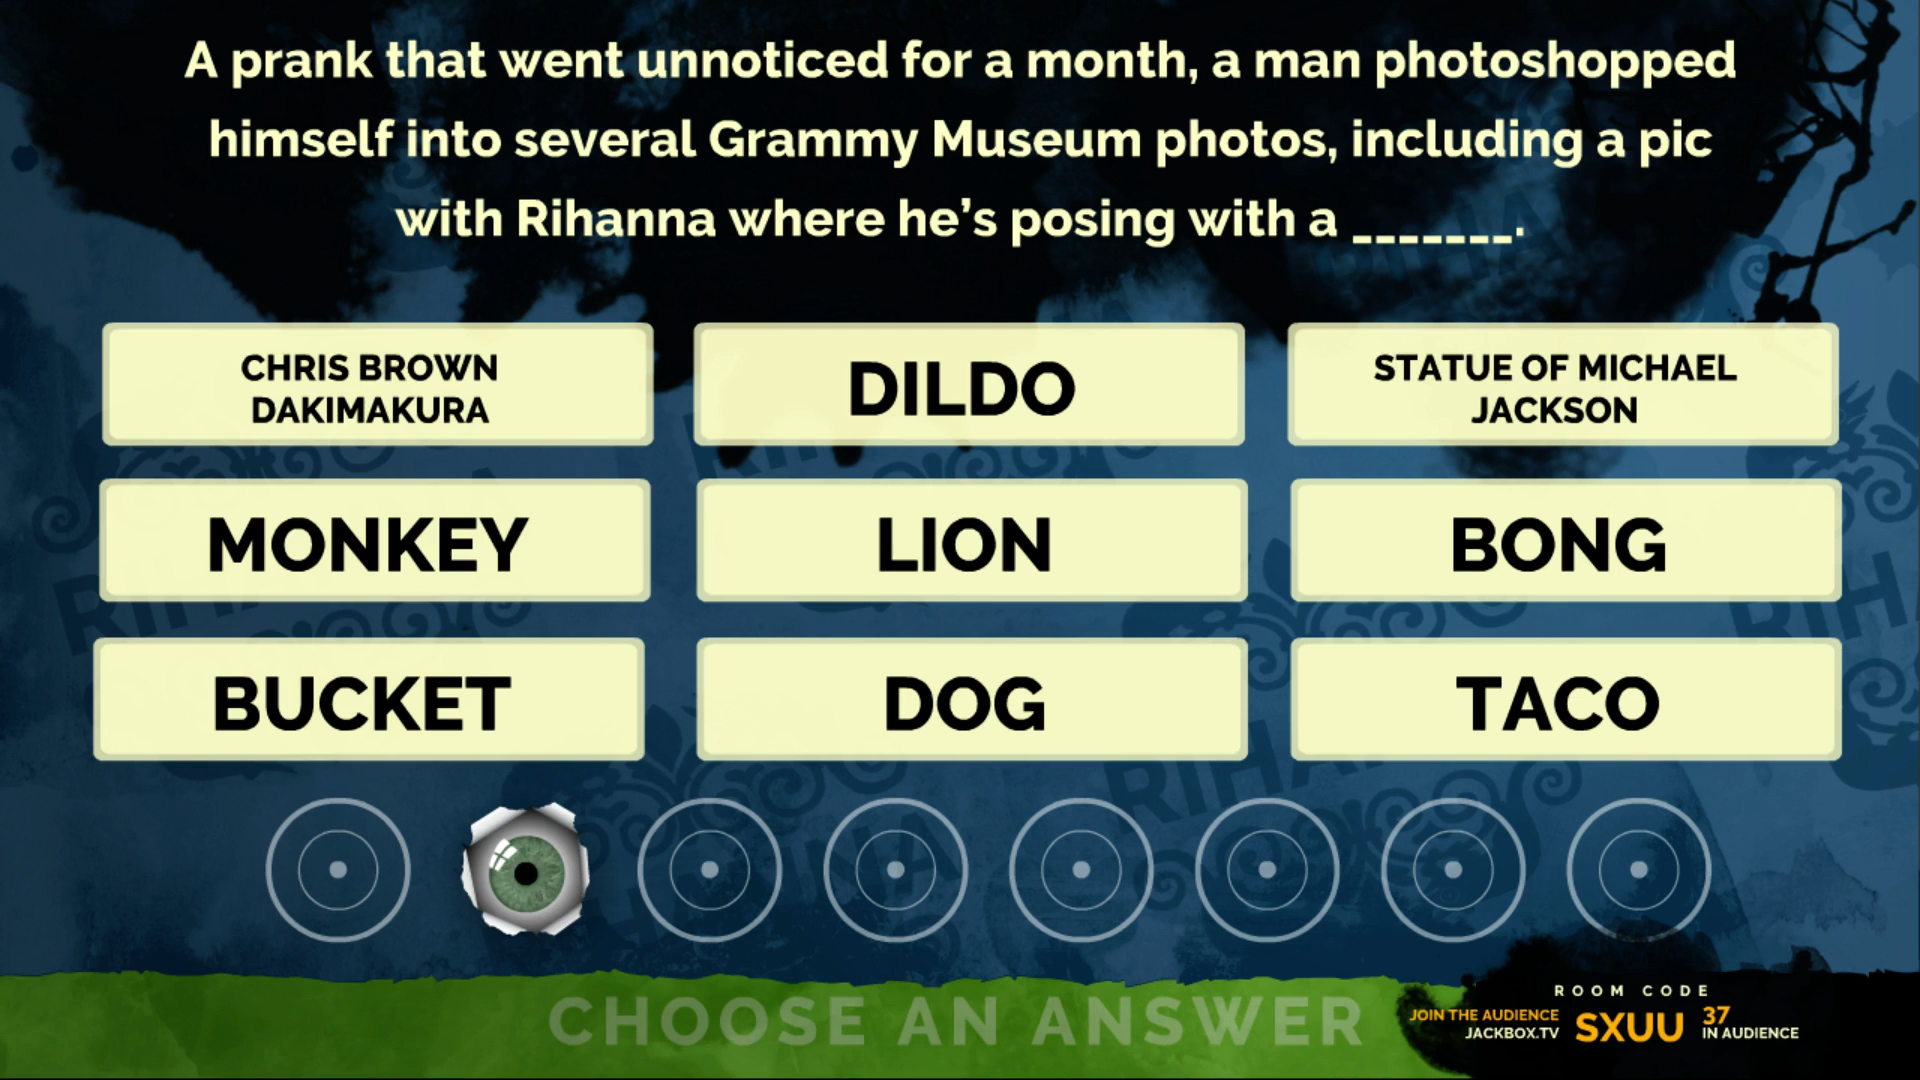 A prank that went unnoticed for a month, a man photoshopped
himself into several Grammy Museum photos, including a pic
with Rihanna where he's posing with a _______.
CHRIS BROWN
DAKIMAKURA
DILDO
STATUE OF MICHAEL
JACKSON
MONKEY
LION
BONG
BUCKET
DOG
TACO
CHOOSE AN ANSWER
ROOM CODE
JOIN THE AUDIENCE
JACKBOX.TV
SXUU
37
IN AUDIENCE